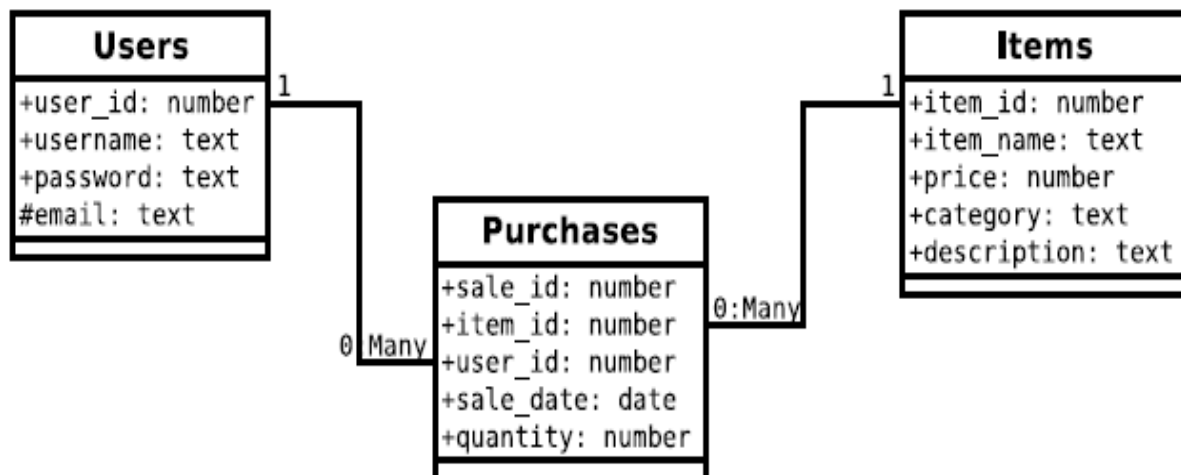 Users
+user_id: number
+username: text
+password: text
#email: text
1
0:Many
Purchases
+sale_id: number
+item_id: number
+user_id: number
+sale_date: date
+quantity: number
0:Many
1
Items
+item_id: number
+item_name: text
+price: number
+category: text
+description: text